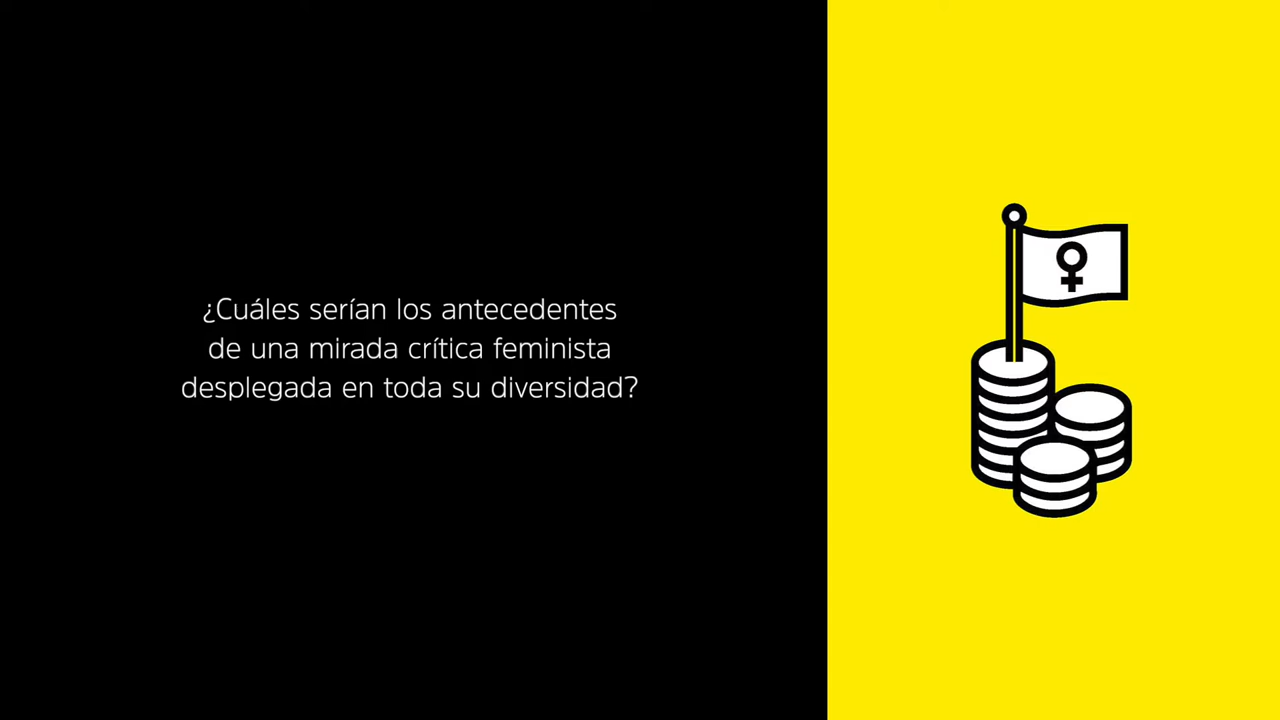 ¿Cuáles serían los antecedentes
de una mirada crítica feminista
desplegada en toda su diversidad?